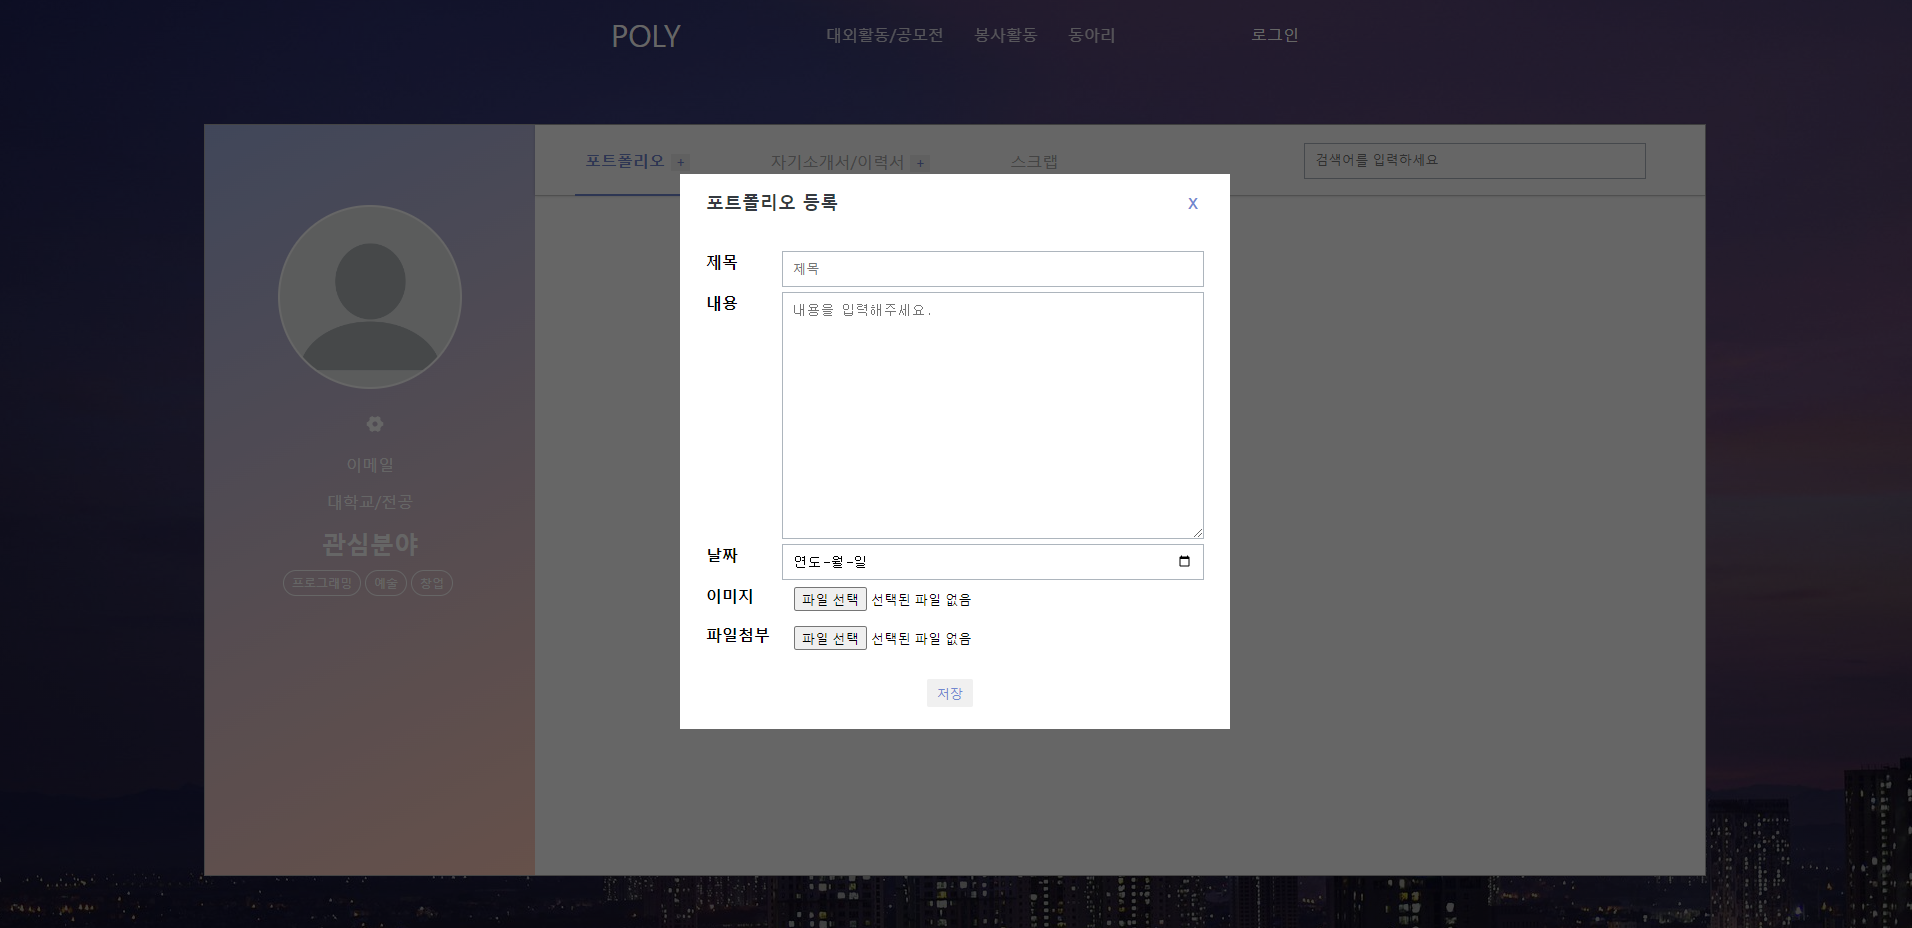 POLY 대외활동/공모전 봉사활동 동아리 로그인
포트폴리오 + 자기소개서/이력서 + 스크랩 검색어를 입력하세요
이메일
대학교/전공
관심분야
프로그래밍 예술 창업
포트폴리오 등록 X
제목 제목
내용 내용을 입력해주세요.
날짜 연도-월-일
이미지 파일 선택 선택된 파일 없음
파일첨부 파일 선택 선택된 파일 없음
저장